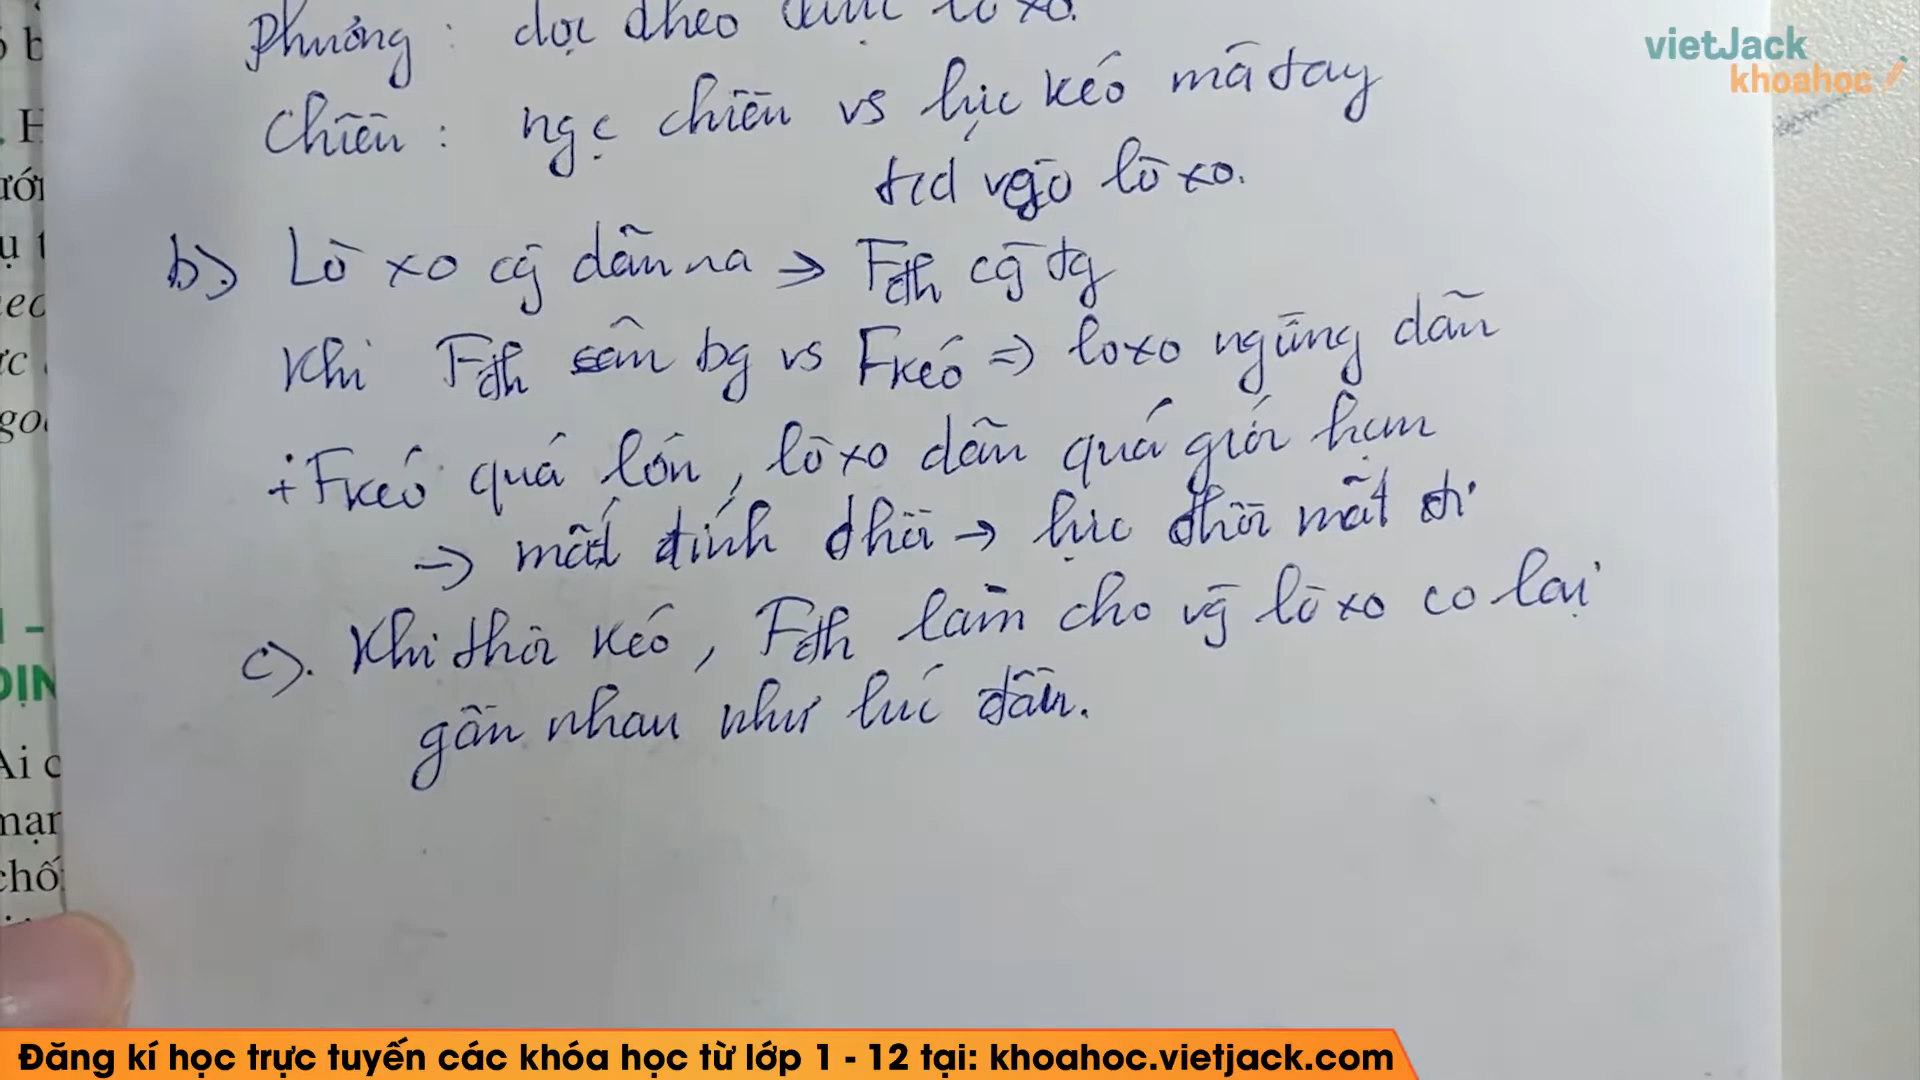 Phương : dọc theo trục lò xo.
Chiều : ngc chiều vs lực kéo mà tay
td vào lò xo.
b) Lò xo cg dãn ra => Fđh cg tg
Khi Fđh cân bg vs Fkéo => lo xo ngừng dãn
+ Fkéo quá lớn, lò xo dãn quá giới hạn
-> mất tính đhồi -> lực đhồi mất đi
c). Khi thôi kéo, Fđh làm cho vg lò xo co lại
gần nhau như lúc đầu.
vietJack
khoahoc
Đăng kí học trực tuyến các khóa học từ lớp 1 - 12 tại: khoahoc.vietjack.com